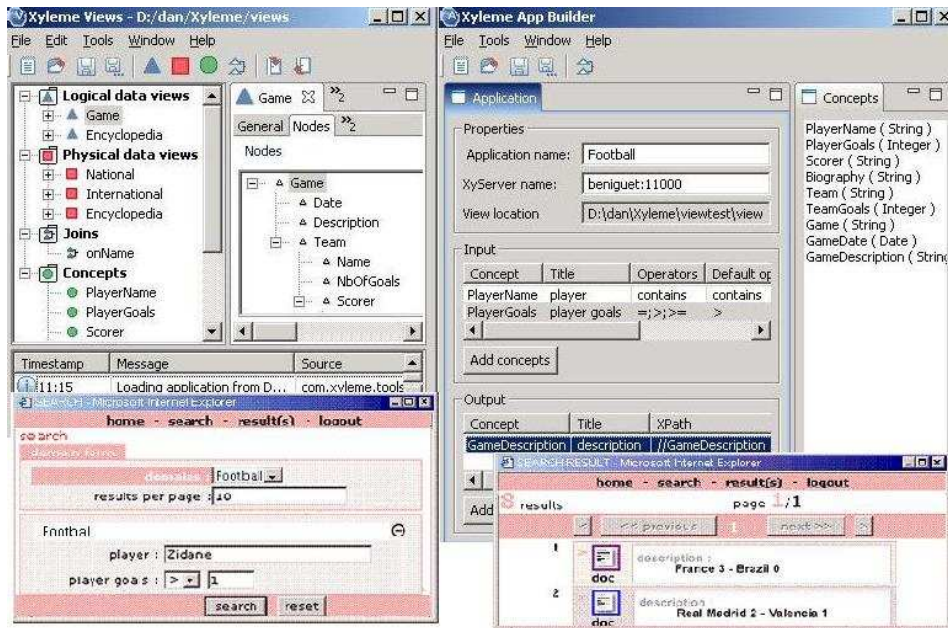 Xyleme Views - D:/dan/Xyleme/views
File Edit Tools Window Help
Logical data views
Game
Encyclopedia
Physical data views
National
International
Encyclopedia
Joins
onName
Concepts
PlayerName
PlayerGoals
Scorer
Game
2
General Nodes 2
Nodes
Game
Date
Description
Team
Name
NbOfGoals
Scorer
Timestamp Message Source
11:15 Loading application from D... com.xyleme.tools
Xyleme App Builder
File Tools Window Help
Application
Properties
Application name: Football
XyServer name: beniguet:11000
View location D:\dan\Xyleme\viewtest\view
Input
Concept Title Operators Default op
PlayerName player contains contains
PlayerGoals player goals =;>;>= >
Add concepts
Output
Concept Title XPath
GameDescription description //GameDescription
Add
Concepts
PlayerName ( String )
PlayerGoals ( Integer )
Scorer ( String )
Biography ( String )
Team ( String )
TeamGoals ( Integer )
Game ( String )
GameDate ( Date )
GameDescription ( String
SEARCH - Microsoft Internet Explorer
home - search - result(s) - logout
search
domains : Football
results per page : 10
Football
player : Zidane
player goals : > 1
search reset
SEARCH RESULT - Microsoft Internet Explorer
home - search - result(s) - logout
8 results page 1/1
< << previous 1 next >> >
1
doc
description :
France 3 - Brazil 0
2
doc
description
Real Madrid 2 - Valencia 1